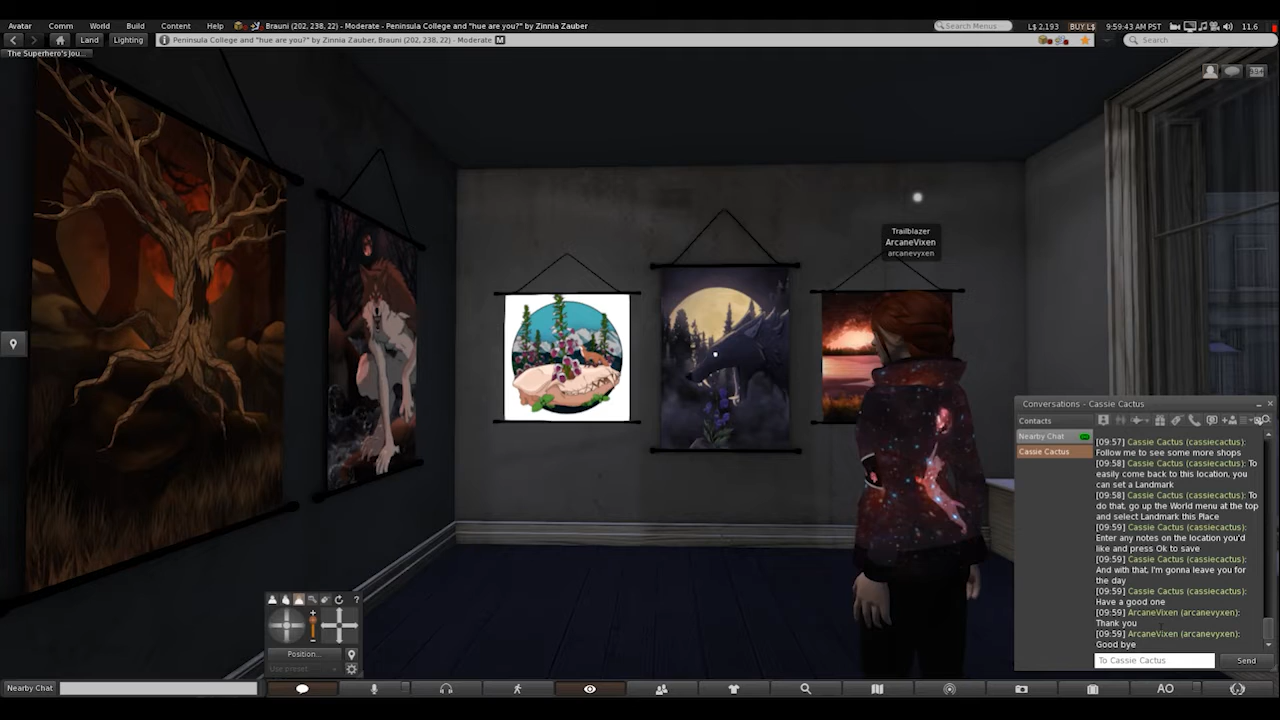 Avatar Comm World Build Content Help Brauni (202, 238, 22) - Moderate - Peninsula College and "hue are you?" by Zinnia Zauber Search Menus L$ 2,193 BUY L$ 9:59:43 AM PST 11.6
Land Lighting Peninsula College and "hue are you?" by Zinnia Zauber, Brauni (202, 238, 22) - Moderate M Search
The Superhero's Jou...
Trailblazer
ArcaneVixen
arcanevyxen
Conversations - Cassie Cactus
Contacts
Nearby Chat
Cassie Cactus
[09:57] Cassie Cactus (cassiecactus):
Follow me to see some more shops
[09:58] Cassie Cactus (cassiecactus): To
easily come back to this location, you
can set a Landmark
[09:58] Cassie Cactus (cassiecactus): To
do that, go up the World menu at the top
and select Landmark this Place
[09:59] Cassie Cactus (cassiecactus):
Enter any notes on the location you'd
like and press Ok to save
[09:59] Cassie Cactus (cassiecactus):
And with that, I'm gonna leave you for
the day
[09:59] Cassie Cactus (cassiecactus):
Have a good one
[09:59] ArcaneVixen (arcanevyxen):
Thank you
[09:59] ArcaneVixen (arcanevyxen):
Good bye
To Cassie Cactus Send
?
Position...
Use preset
Nearby Chat AO